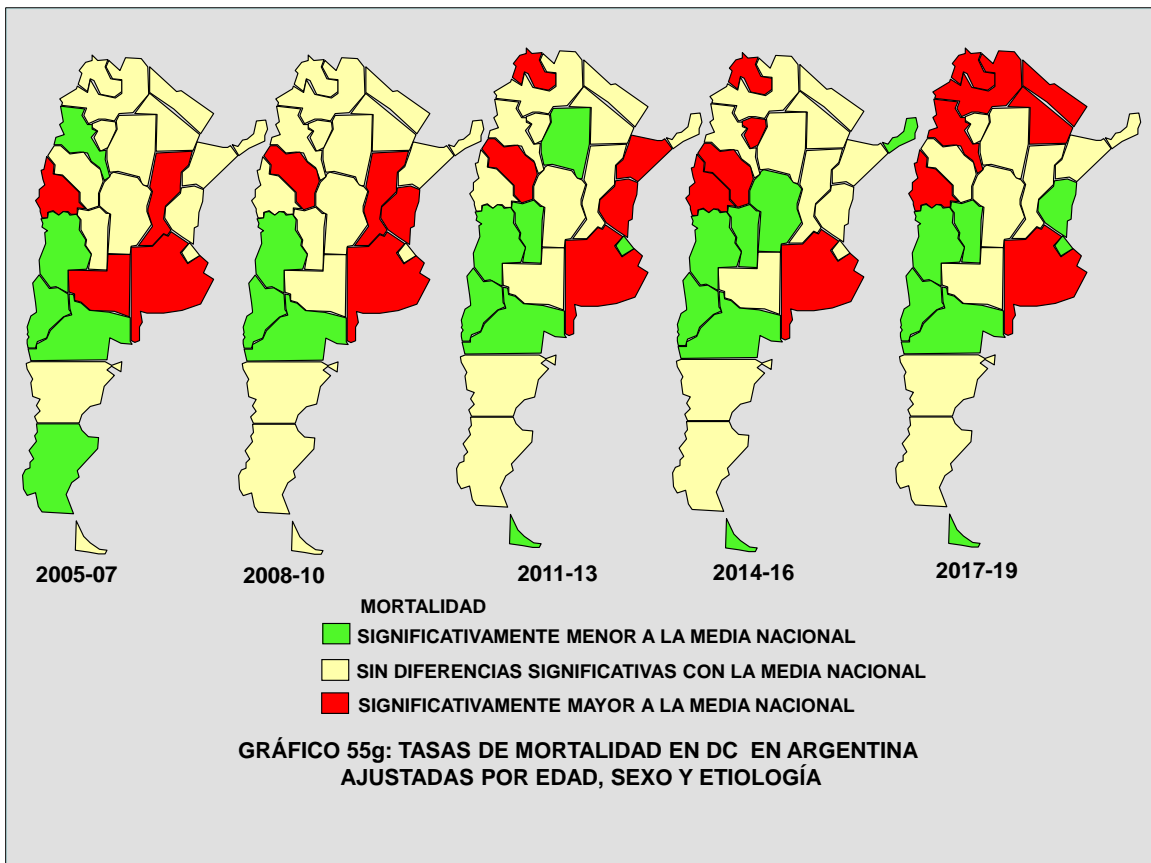 2005-07
2008-10
2011-13
2014-16
2017-19
MORTALIDAD
SIGNIFICATIVAMENTE MENOR A LA MEDIA NACIONAL
SIN DIFERENCIAS SIGNIFICATIVAS CON LA MEDIA NACIONAL
SIGNIFICATIVAMENTE MAYOR A LA MEDIA NACIONAL
GRÁFICO 55g: TASAS DE MORTALIDAD EN DC EN ARGENTINA
AJUSTADAS POR EDAD, SEXO Y ETIOLOGÍA